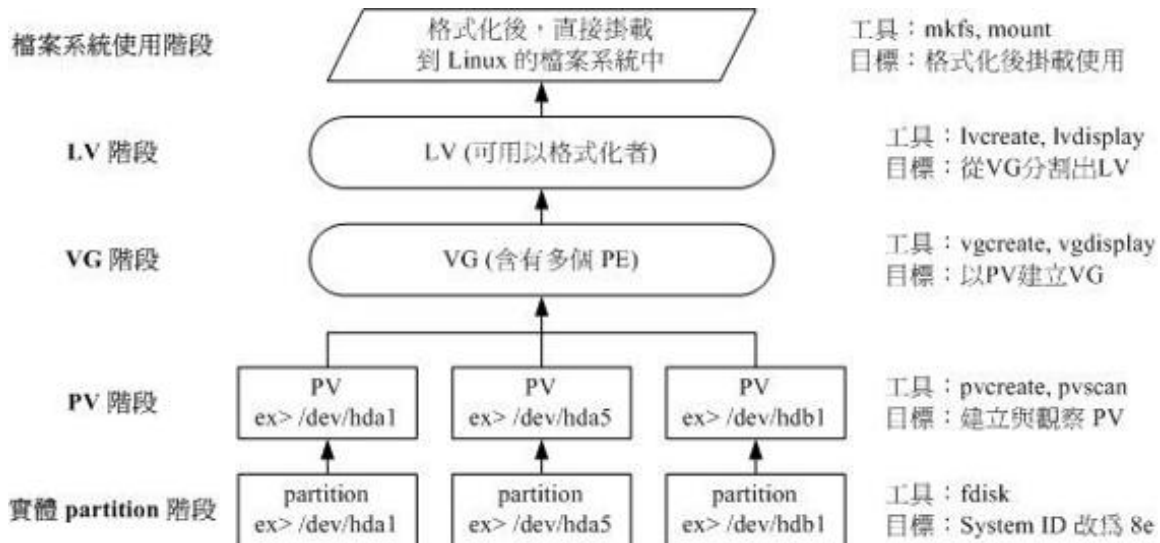 檔案系統使用階段
格式化後，直接掛載
到 Linux 的檔案系統中
工具：mkfs, mount
目標：格式化後掛載使用
LV 階段
LV (可用以格式化者)
工具：lvcreate, lvdisplay
目標：從VG分割出LV
VG 階段
VG (含有多個 PE)
工具：vgcreate, vgdisplay
目標：以PV建立VG
PV 階段
PV
ex> /dev/hda1
PV
ex> /dev/hda5
PV
ex> /dev/hdb1
工具：pvcreate, pvscan
目標：建立與觀察 PV
實體 partition 階段
partition
ex> /dev/hda1
partition
ex> /dev/hda5
partition
ex> /dev/hdb1
工具：fdisk
目標：System ID 改為 8e